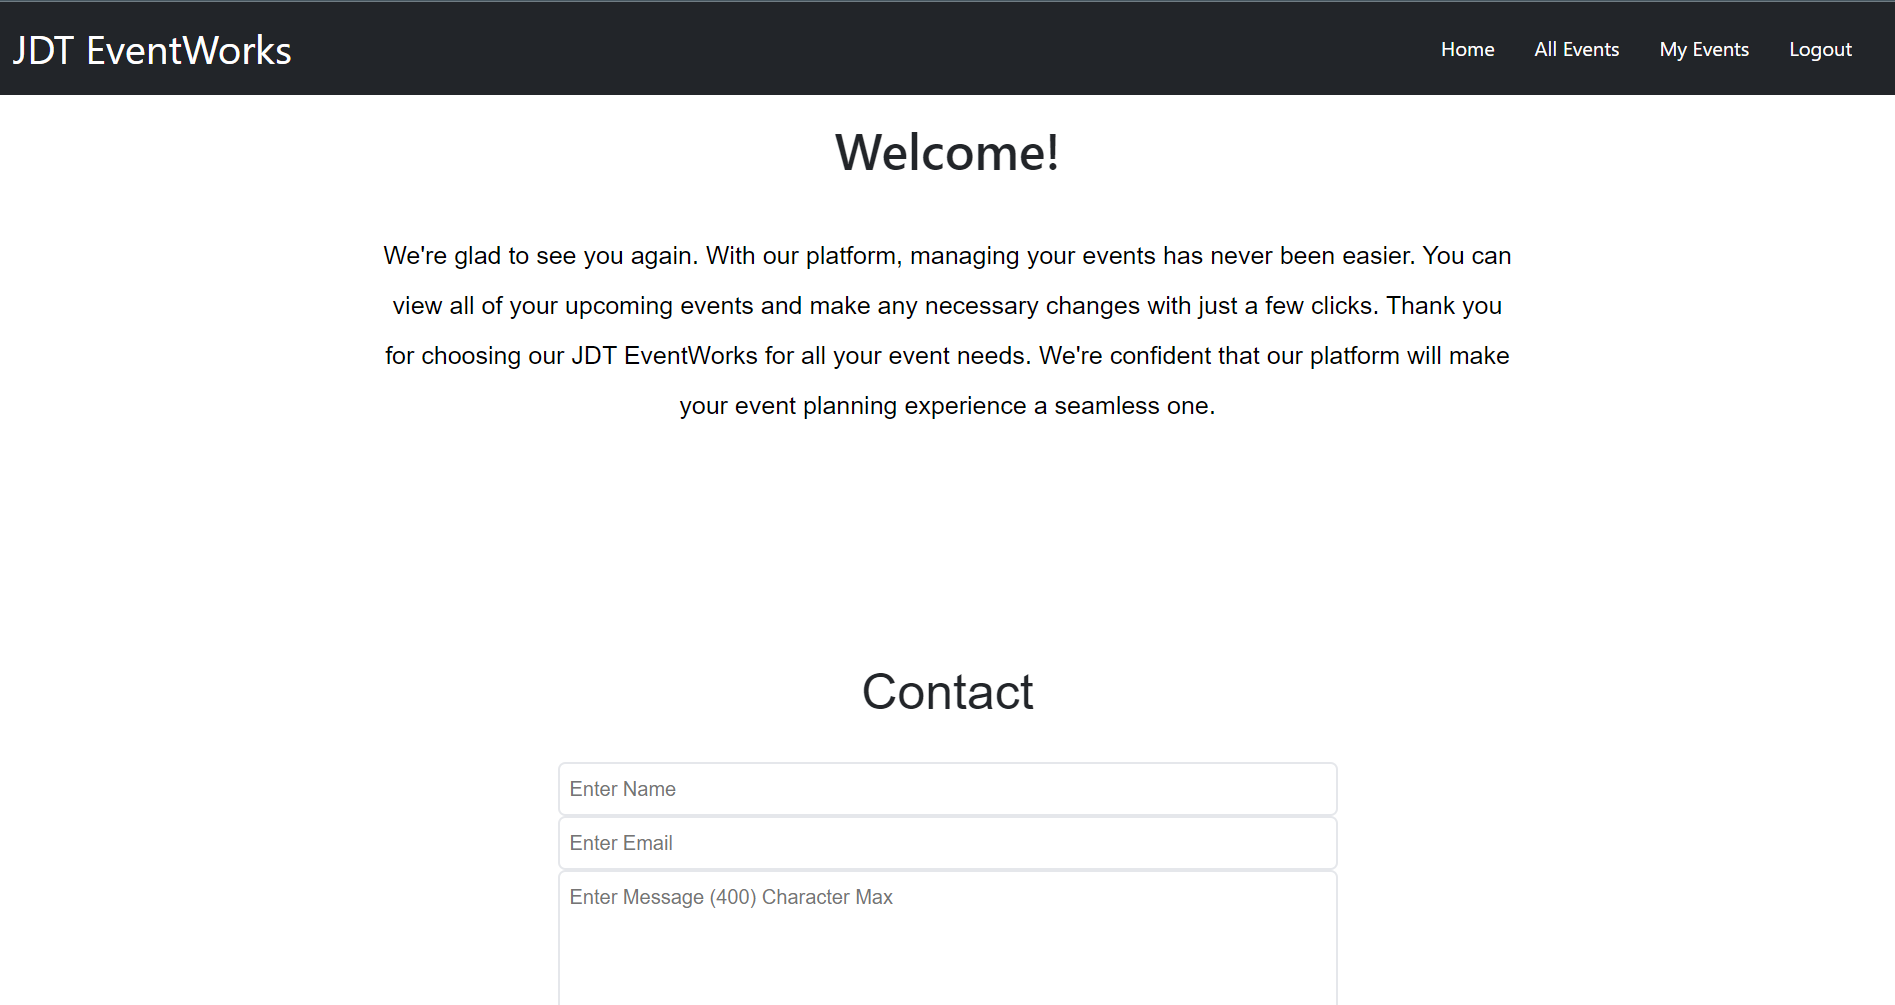 JDT EventWorks
Home All Events My Events Logout
Welcome!
We're glad to see you again. With our platform, managing your events has never been easier. You can
view all of your upcoming events and make any necessary changes with just a few clicks. Thank you
for choosing our JDT EventWorks for all your event needs. We're confident that our platform will make
your event planning experience a seamless one.
Contact
Enter Name
Enter Email
Enter Message (400) Character Max